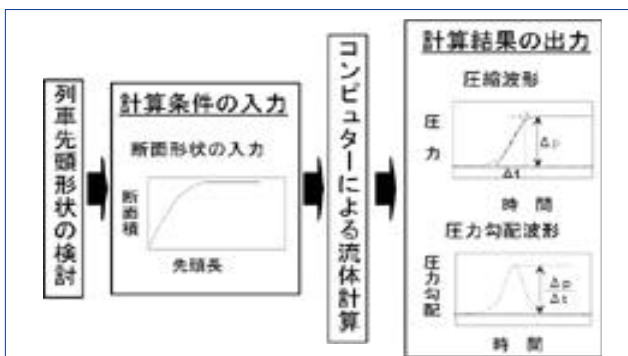 列車先頭形状の検討
計算条件の入力
断面形状の入力
断面積
先頭長
コンピューターによる流体計算
計算結果の出力
圧縮波形
圧力
Δp
Δt
時間
圧力勾配波形
圧力勾配
Δp
Δt
時間